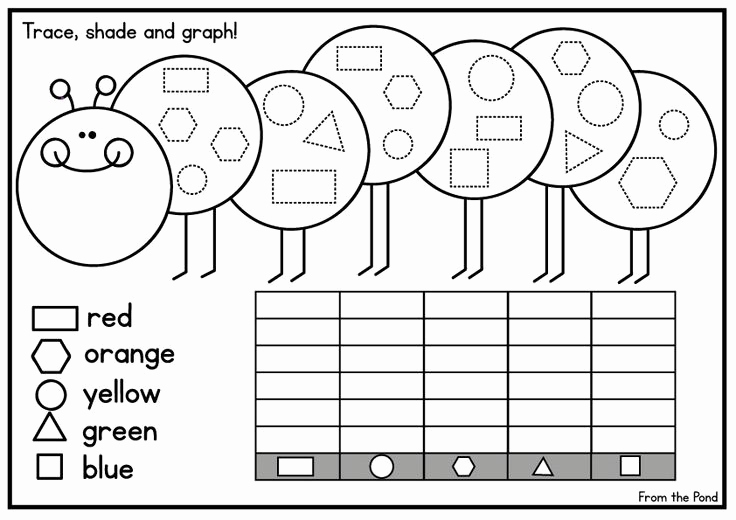 Trace, shade and graph!
red
orange
yellow
green
blue
From the Pond